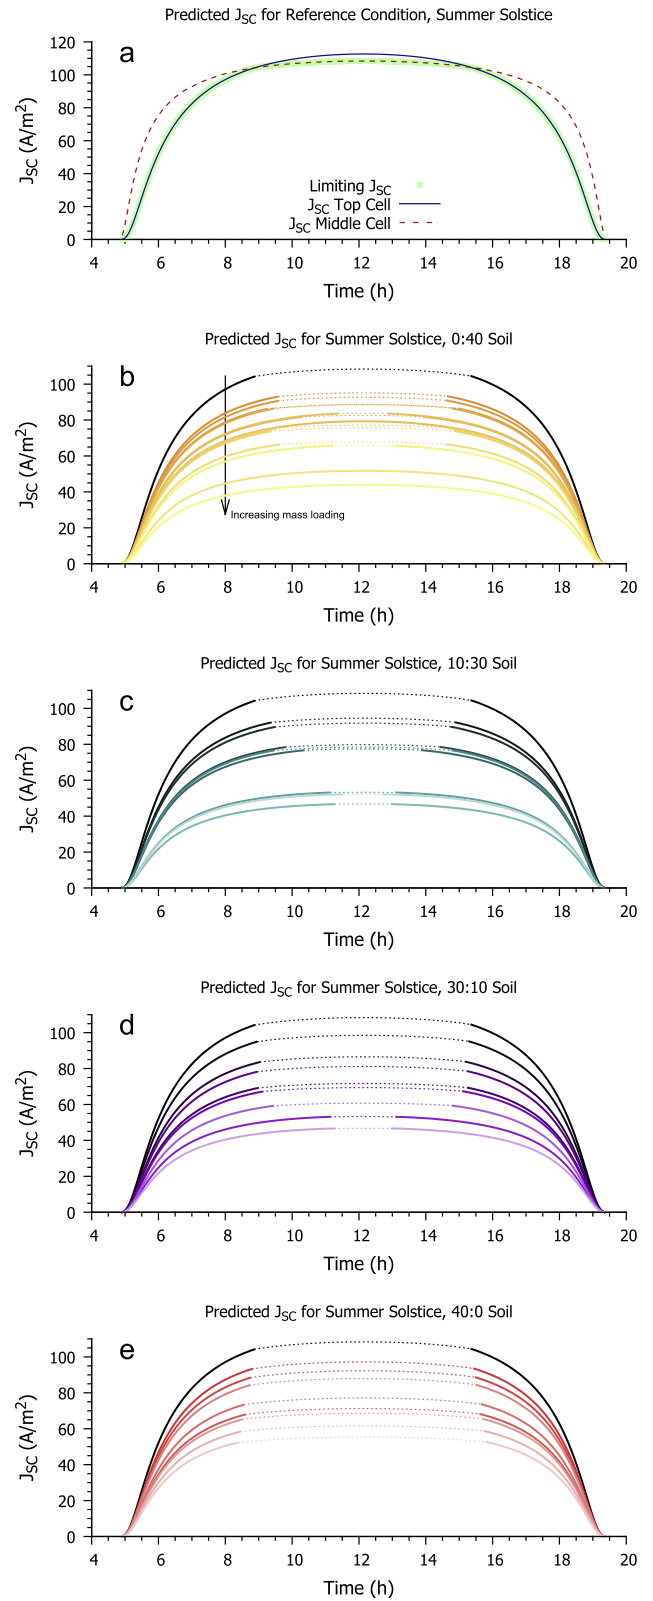 Predicted JSC for Reference Condition, Summer Solstice
a
120
100
80
60
40
20
0
JSC (A/m²)
Limiting JSC
JSC Top Cell
JSC Middle Cell
4 6 8 10 12 14 16 18 20
Time (h)
Predicted JSC for Summer Solstice, 0:40 Soil
b
100
80
60
40
20
0
JSC (A/m²)
Increasing mass loading
4 6 8 10 12 14 16 18 20
Time (h)
Predicted JSC for Summer Solstice, 10:30 Soil
c
100
80
60
40
20
0
JSC (A/m²)
4 6 8 10 12 14 16 18 20
Time (h)
Predicted JSC for Summer Solstice, 30:10 Soil
d
100
80
60
40
20
0
JSC (A/m²)
4 6 8 10 12 14 16 18 20
Time (h)
Predicted JSC for Summer Solstice, 40:0 Soil
e
100
80
60
40
20
0
JSC (A/m²)
4 6 8 10 12 14 16 18 20
Time (h)